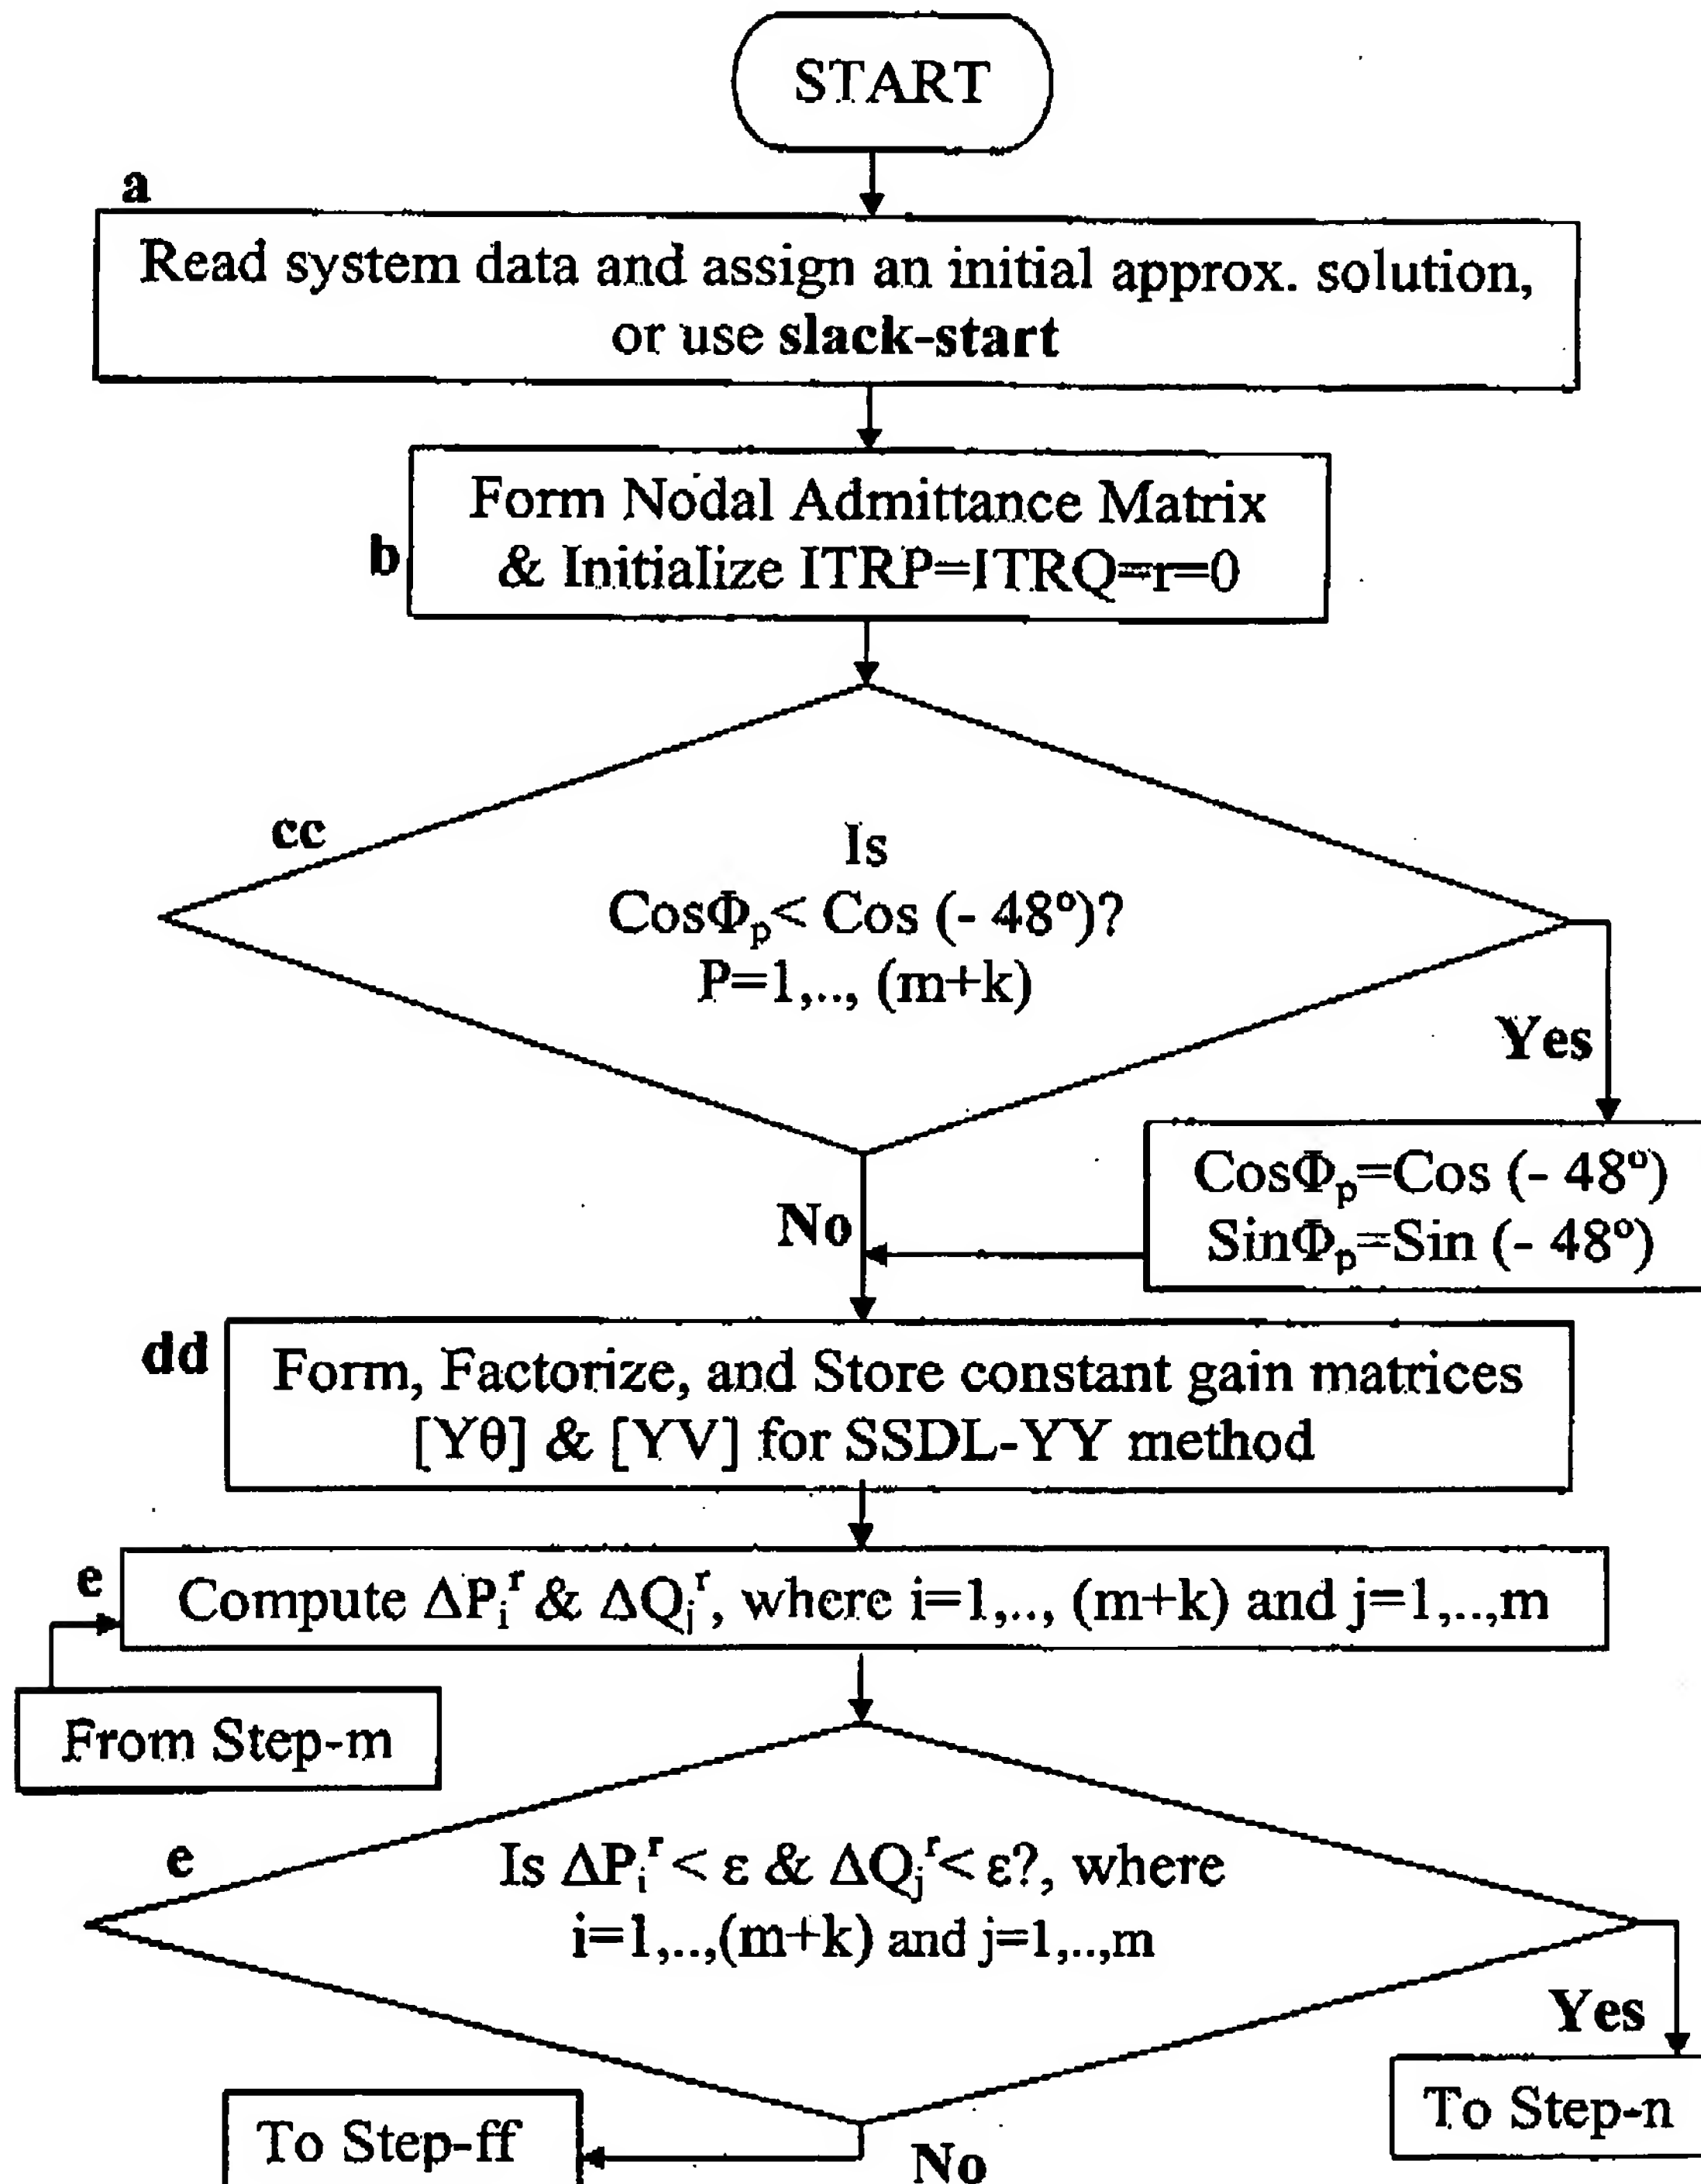 START
a
Read system data and assign an initial approx. solution,
or use slack-start
Form Nodal Admittance Matrix
b
& Initialize ITRP=ITRQ=r=0
cc
Is
CosΦp< Cos (- 48º)?
P=1,.., (m+k)
Yes
CosΦp=Cos (- 48º)
SinΦp=Sin (- 48º)
No
dd
Form, Factorize, and Store constant gain matrices
[Yθ] & [YV] for SSDL-YY method
e
Compute ΔPi^r & ΔQj^r, where i=1,.., (m+k) and j=1,..,m
From Step-m
e
Is ΔPi^r < ε & ΔQj^r< ε?, where
i=1,..,(m+k) and j=1,..,m
Yes
To Step-n
To Step-ff
No